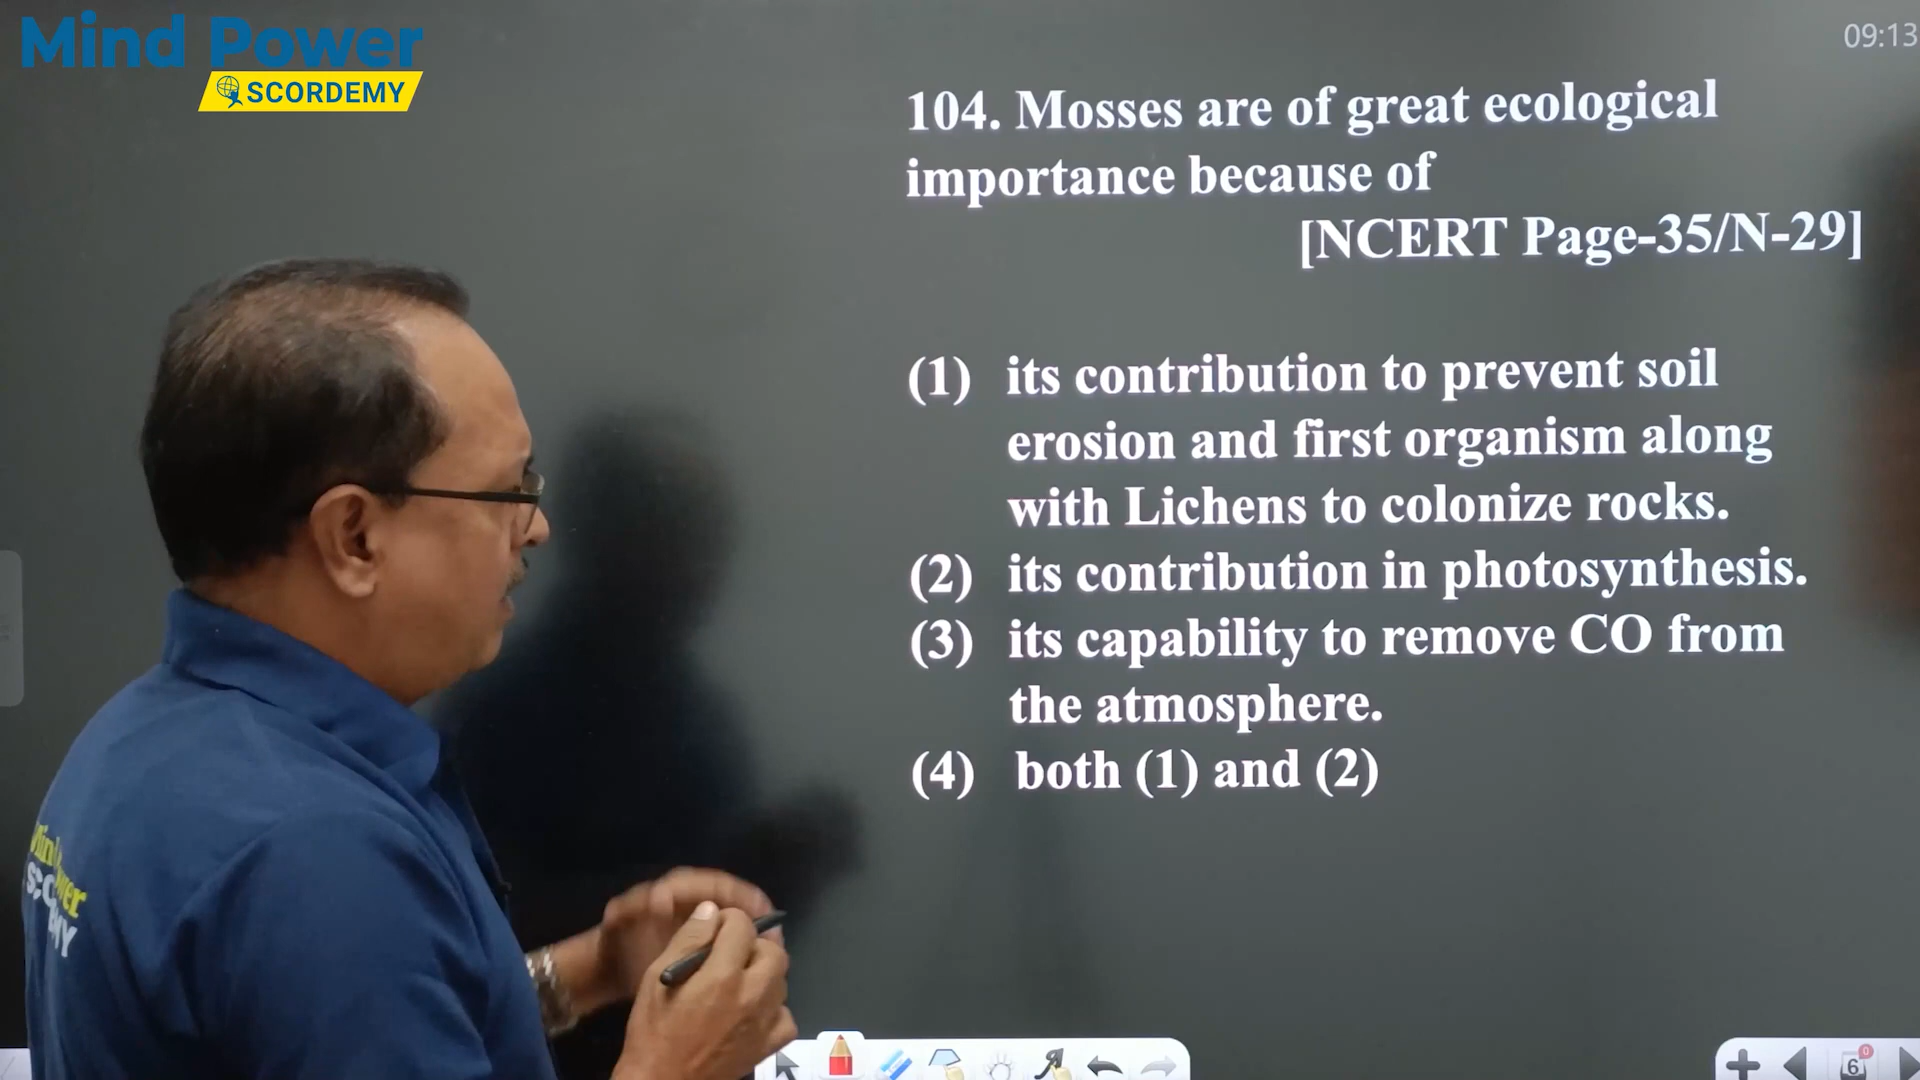 Mind Power
SCORDEMY
09:13
104. Mosses are of great ecological
importance because of
[NCERT Page-35/N-29]
(1) its contribution to prevent soil
erosion and first organism along
with Lichens to colonize rocks.
(2) its contribution in photosynthesis.
(3) its capability to remove CO from
the atmosphere.
(4) both (1) and (2)
6
0